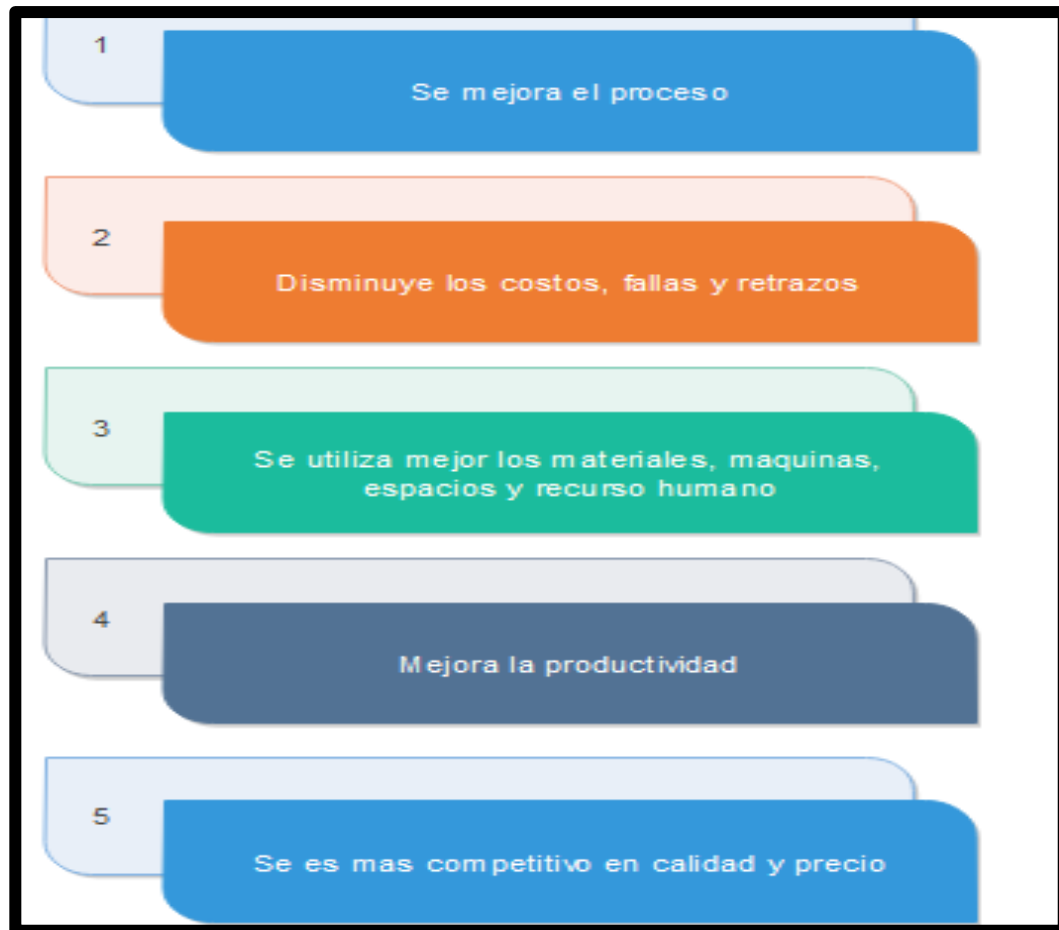 1
Se mejora el proceso
2
Disminuye los costos, fallas y retrazos
3
Se utiliza mejor los materiales, maquinas,
espacios y recurso humano
4
Mejora la productividad
5
Se es mas competitivo en calidad y precio